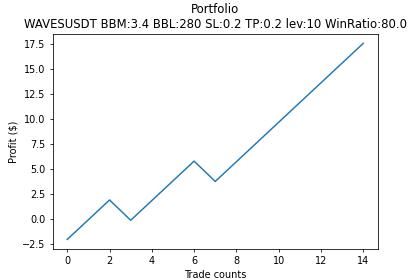 Portfolio
WAVESUSDT BBM:3.4 BBL:280 SL:0.2 TP:0.2 lev:10 WinRatio:80.0
17.5
15.0
12.5
10.0
7.5
5.0
2.5
0.0
−2.5
Profit ($)
0 2 4 6 8 10 12 14
Trade counts